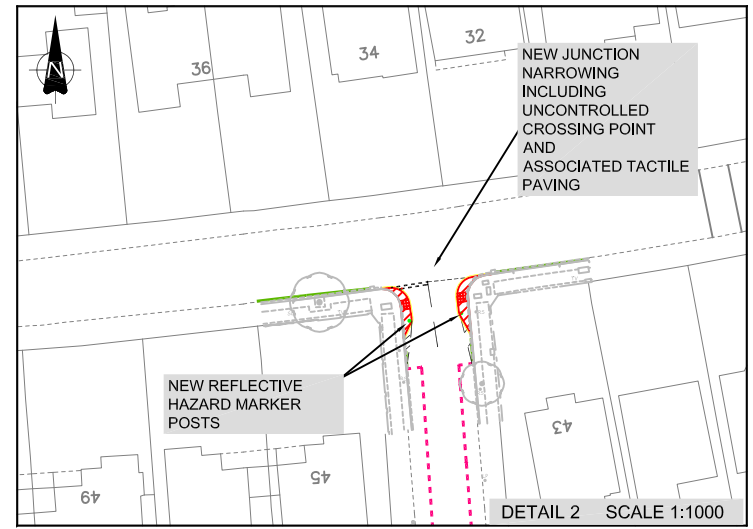 N
36
34
32
NEW JUNCTION
NARROWING
INCLUDING
UNCONTROLLED
CROSSING POINT
AND
ASSOCIATED TACTILE
PAVING
NEW REFLECTIVE
HAZARD MARKER
POSTS
49
45
43
DETAIL 2 SCALE 1:1000